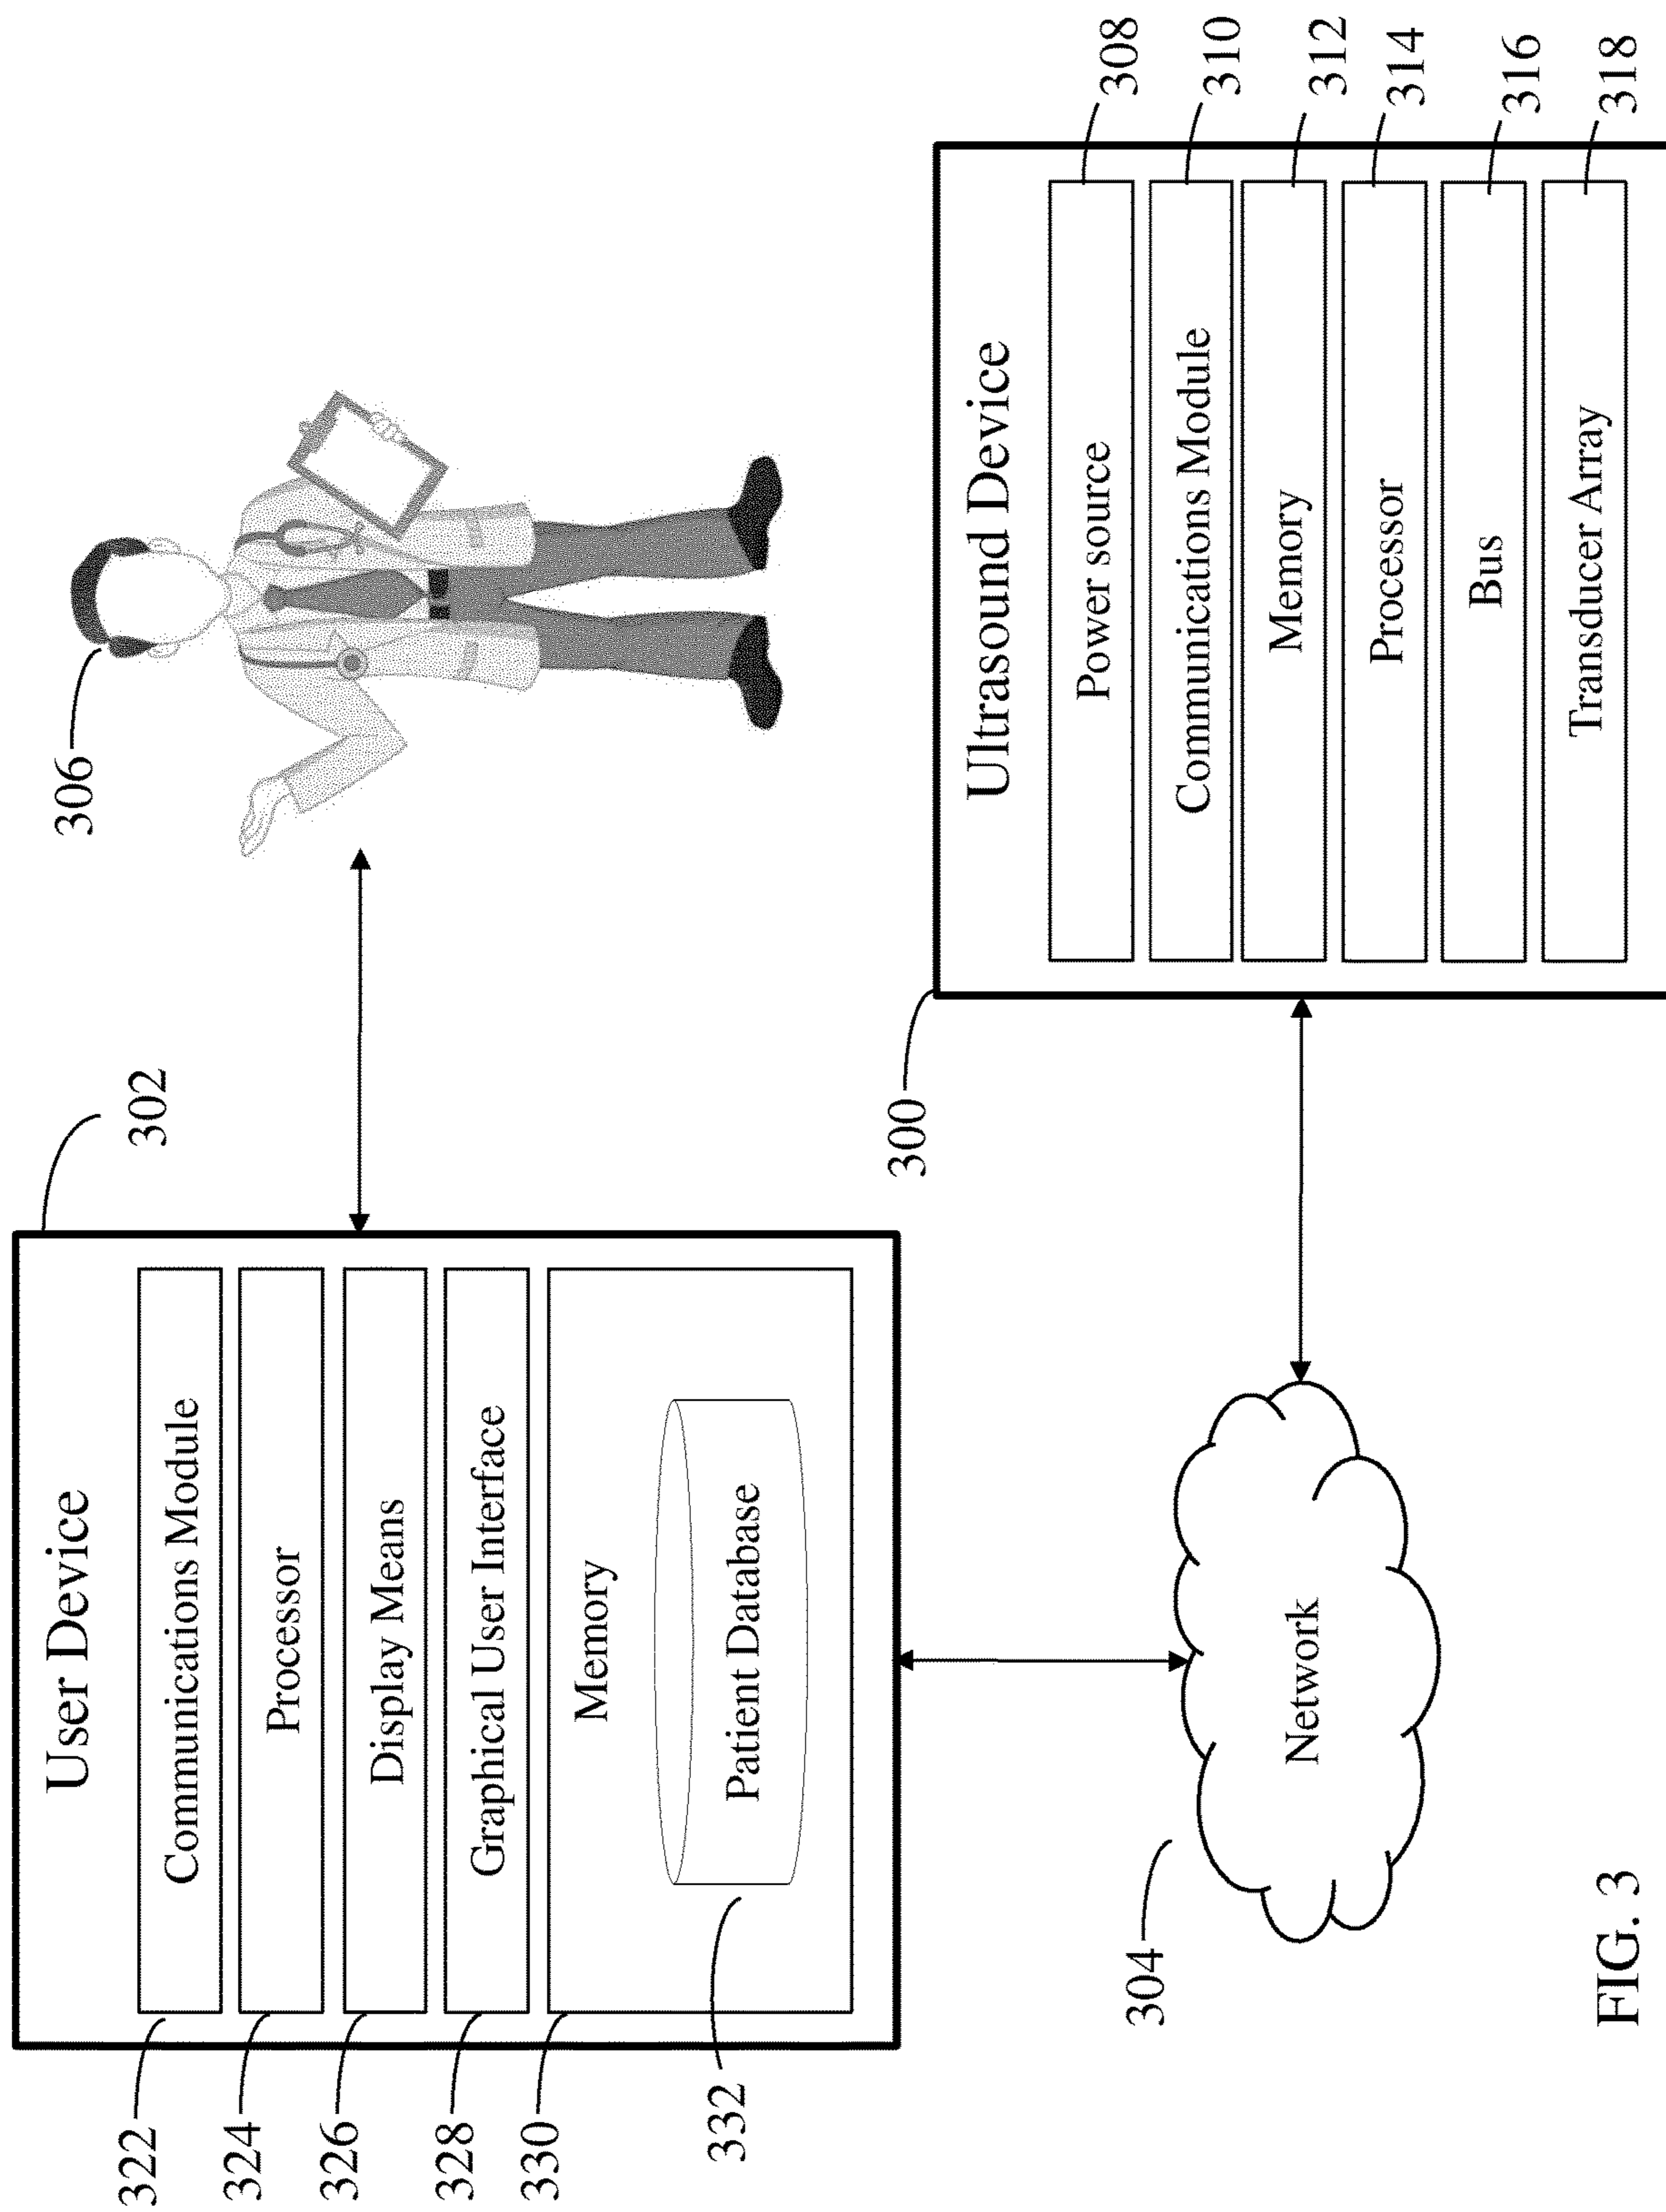 User Device
302
322
Communications Module
324
Processor
326
Display Means
328
Graphical User Interface
330
Memory
332
Patient Database
306
304
Network
300
Ultrasound Device
Power source
308
Communications Module
310
Memory
312
Processor
314
Bus
316
Transducer Array
318
FIG. 3